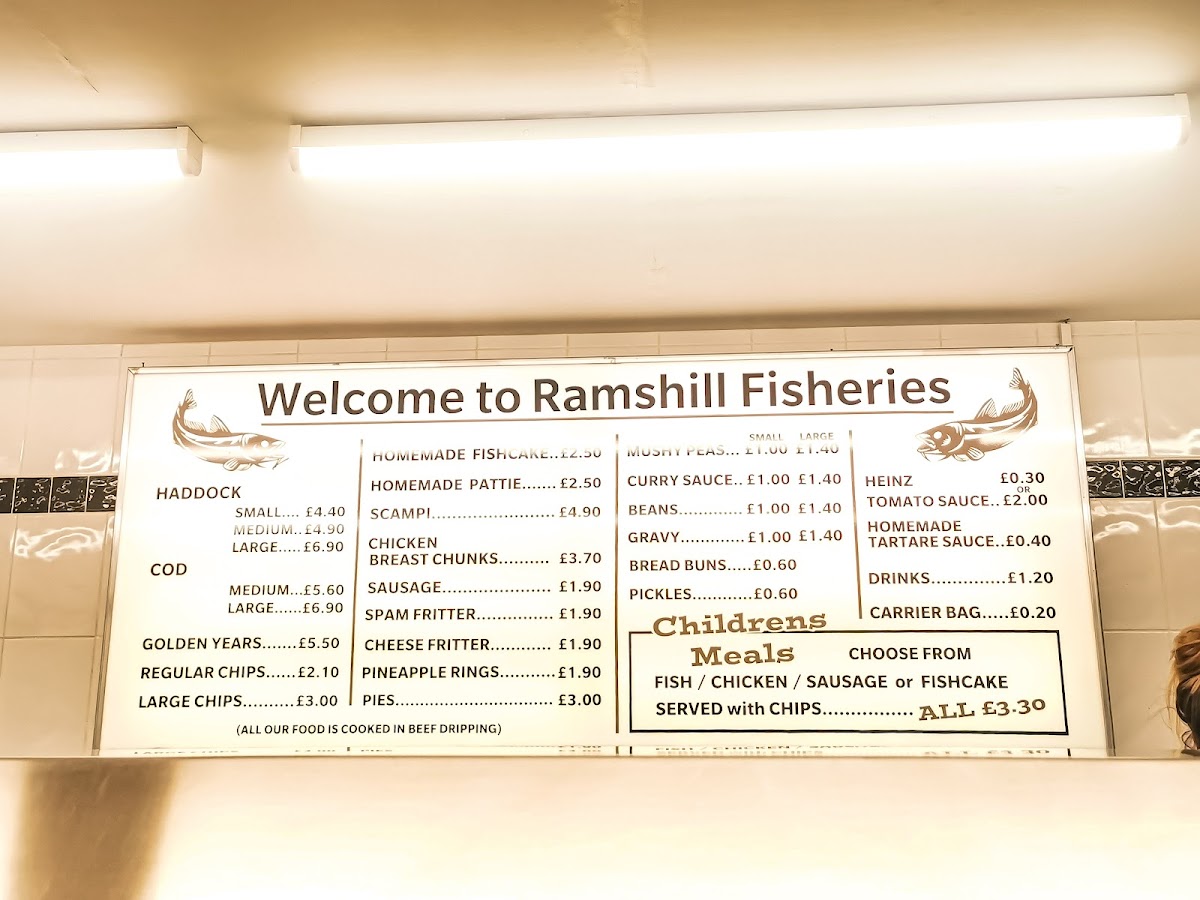 Welcome to Ramshill Fisheries
HADDOCK
SMALL.... £4.40
MEDIUM..£4.90
LARGE.....£6.90
COD
MEDIUM...£5.60
LARGE......£6.90
GOLDEN YEARS.......£5.50
REGULAR CHIPS......£2.10
LARGE CHIPS..........£3.00
(ALL OUR FOOD IS COOKED IN BEEF DRIPPING)
HOMEMADE FISHCAKE..£2.50
HOMEMADE PATTIE.......£2.50
SCAMPI.......................£4.90
CHICKEN
BREAST CHUNKS.......... £3.70
SAUSAGE.................... £1.90
SPAM FRITTER.............. £1.90
CHEESE FRITTER............ £1.90
PINEAPPLE RINGS...........£1.90
PIES............................... £3.00
SMALL LARGE
MUSHY PEAS... £1.00 £1.40
CURRY SAUCE.. £1.00 £1.40
BEANS............£1.00 £1.40
GRAVY.............£1.00 £1.40
BREAD BUNS.....£0.60
PICKLES...........£0.60
HEINZ £0.30
OR
TOMATO SAUCE..£2.00
HOMEMADE
TARTARE SAUCE..£0.40
DRINKS..............£1.20
CARRIER BAG.....£0.20
Childrens
Meals CHOOSE FROM
FISH / CHICKEN / SAUSAGE or FISHCAKE
SERVED with CHIPS................ ALL £3.30